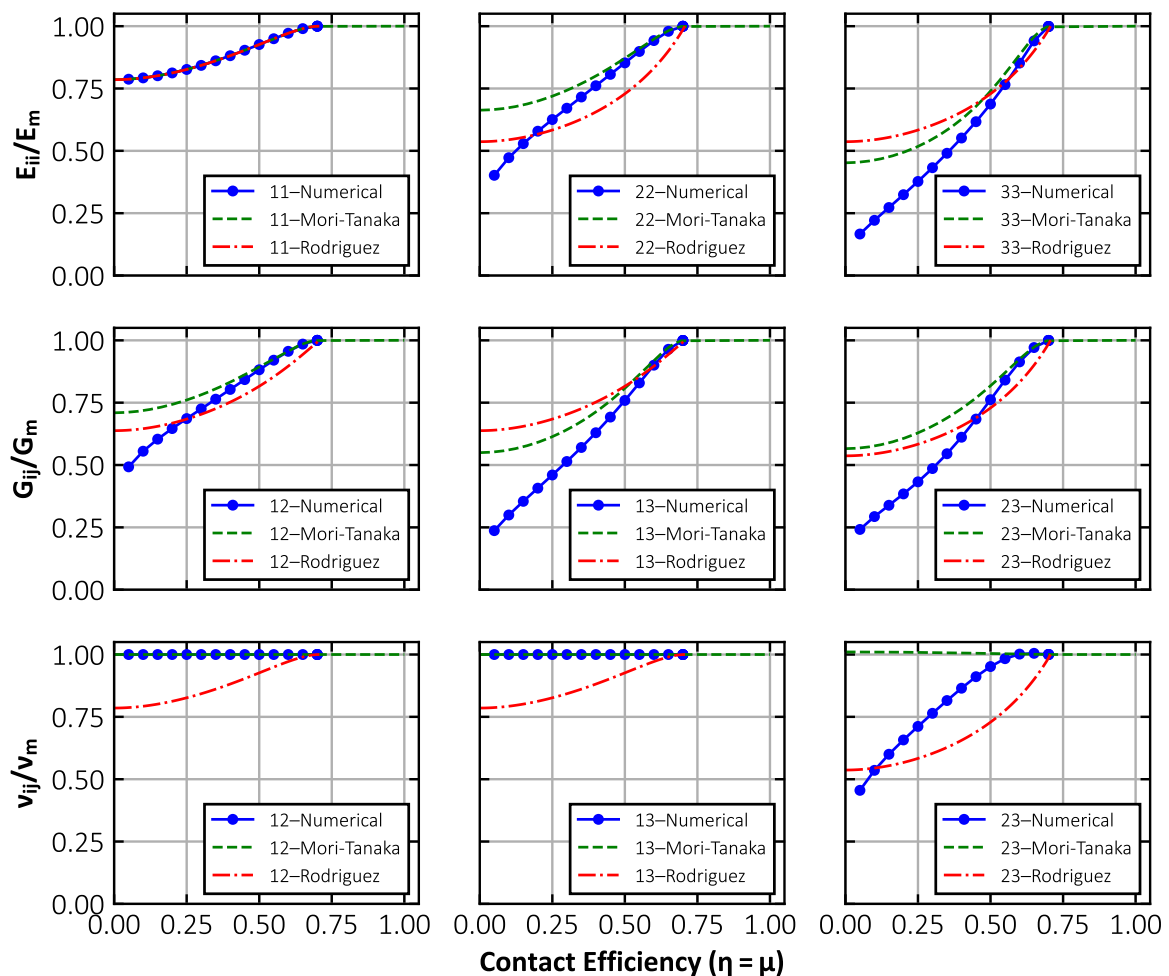 1.00
0.75
0.50
0.25
0.00
E_ii/E_m
11–Numerical
11–Mori-Tanaka
11–Rodriguez
22–Numerical
22–Mori-Tanaka
22–Rodriguez
33–Numerical
33–Mori-Tanaka
33–Rodriguez
1.00
0.75
0.50
0.25
0.00
G_ij/G_m
12–Numerical
12–Mori-Tanaka
12–Rodriguez
13–Numerical
13–Mori-Tanaka
13–Rodriguez
23–Numerical
23–Mori-Tanaka
23–Rodriguez
1.00
0.75
0.50
0.25
0.00
ν_ij/ν_m
12–Numerical
12–Mori-Tanaka
12–Rodriguez
13–Numerical
13–Mori-Tanaka
13–Rodriguez
23–Numerical
23–Mori-Tanaka
23–Rodriguez
0.00 0.25 0.50 0.75 1.00
0.00 0.25 0.50 0.75 1.00
0.00 0.25 0.50 0.75 1.00
Contact Efficiency (η = μ)